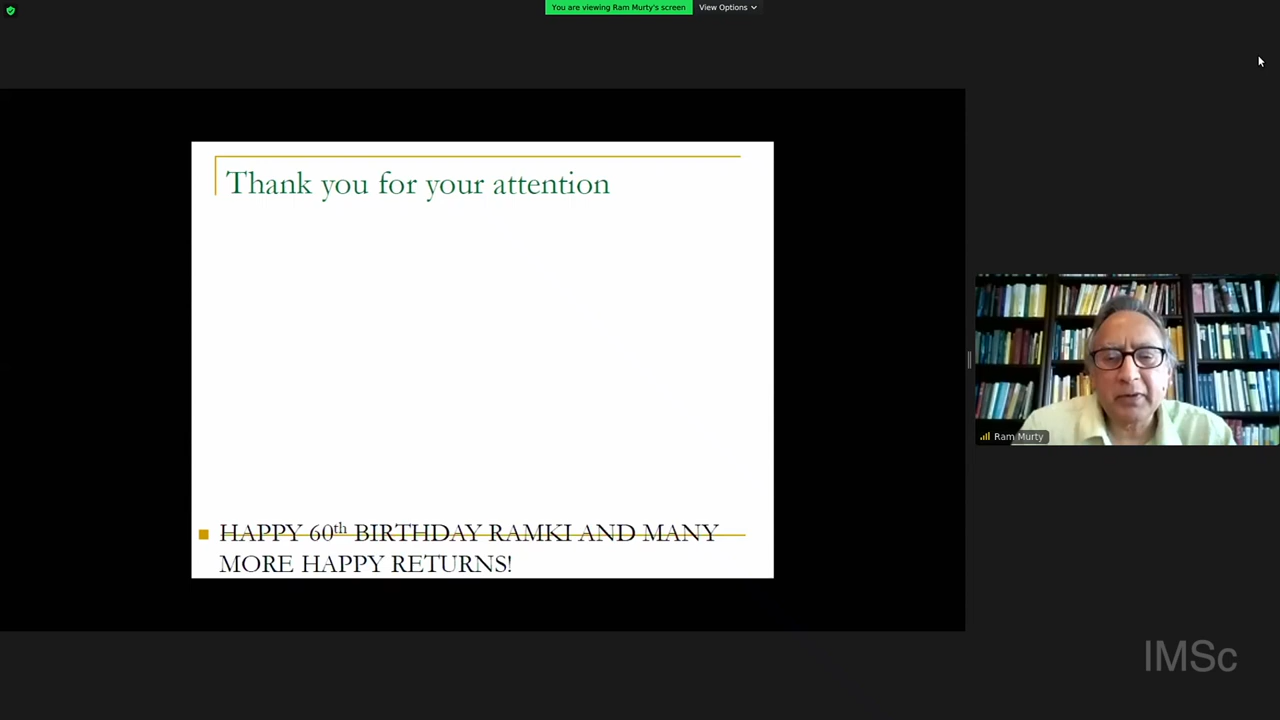 You are viewing Ram Murty's screen
View Options
Thank you for your attention
HAPPY 60th BIRTHDAY RAMKI AND MANY
MORE HAPPY RETURNS!
Ram Murty
IMSc